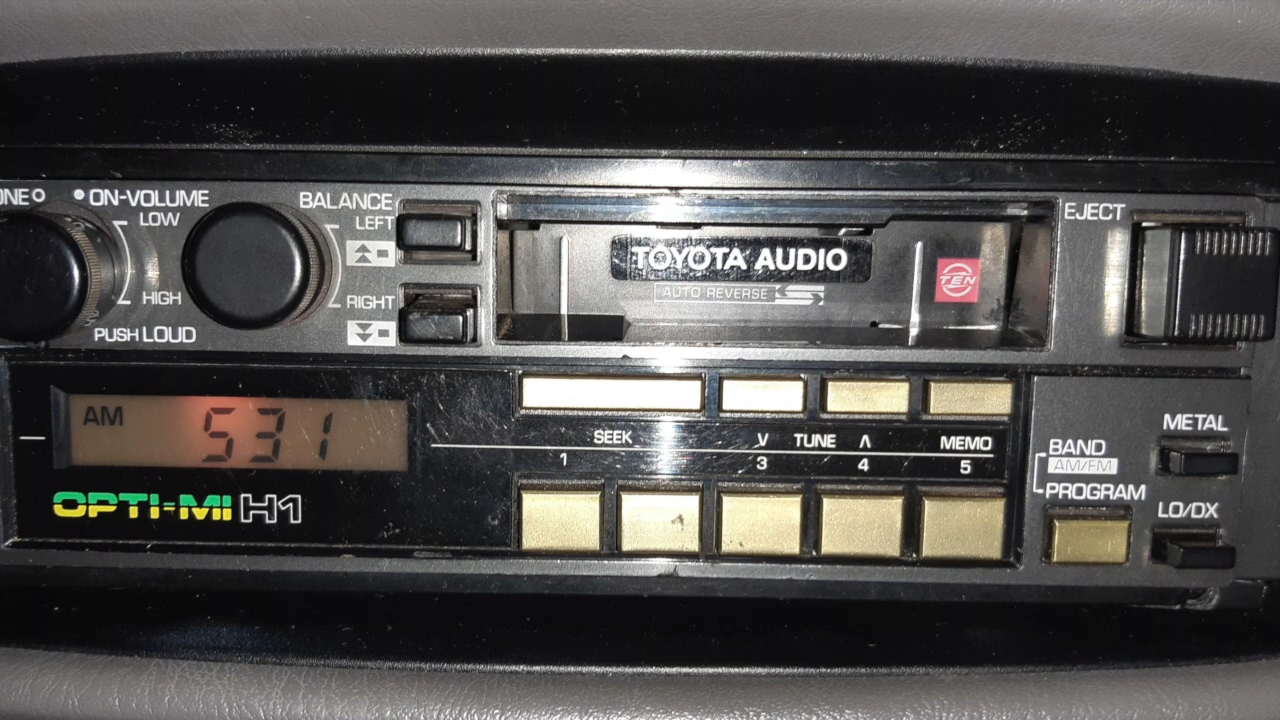 ONE ON-VOLUME
LOW
HIGH
PUSH LOUD
BALANCE
LEFT
RIGHT
TOYOTA AUDIO
AUTO REVERSE
TEN
EJECT
AM 531
OPTI-MI H1
SEEK V TUNE Λ MEMO
1 3 4 5
BAND
AM/FM
PROGRAM
METAL
LO/DX